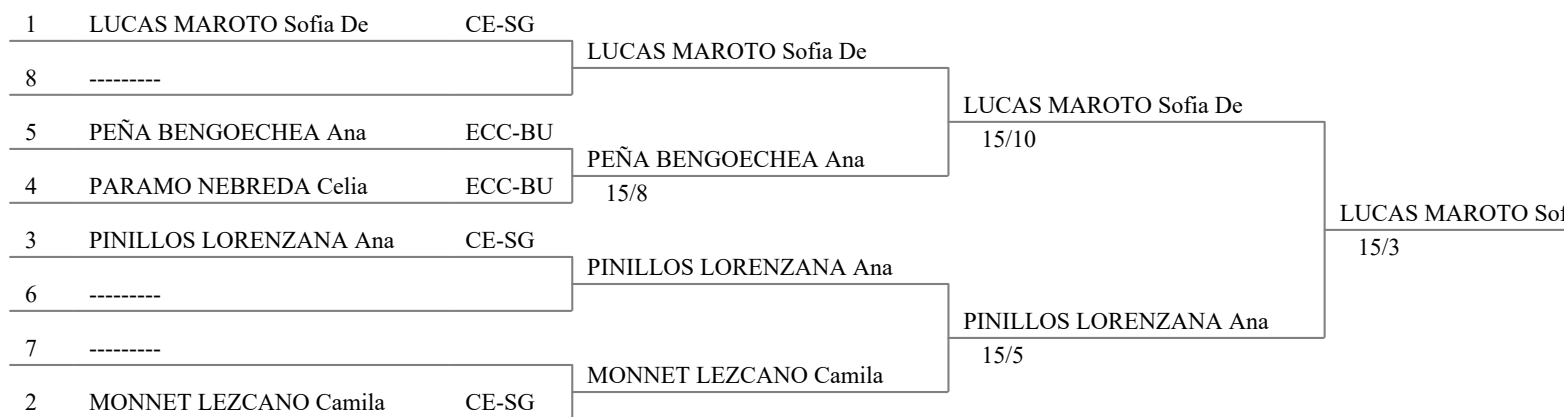 1 LUCAS MAROTO Sofia De CE-SG
LUCAS MAROTO Sofia De
8 ---------
LUCAS MAROTO Sofia De
5 PEÑA BENGOECHEA Ana ECC-BU
15/10
PEÑA BENGOECHEA Ana
4 PARAMO NEBREDA Celia ECC-BU
15/8
LUCAS MAROTO Sof
3 PINILLOS LORENZANA Ana CE-SG
15/3
PINILLOS LORENZANA Ana
6 ---------
PINILLOS LORENZANA Ana
7 ---------
15/5
MONNET LEZCANO Camila
2 MONNET LEZCANO Camila CE-SG